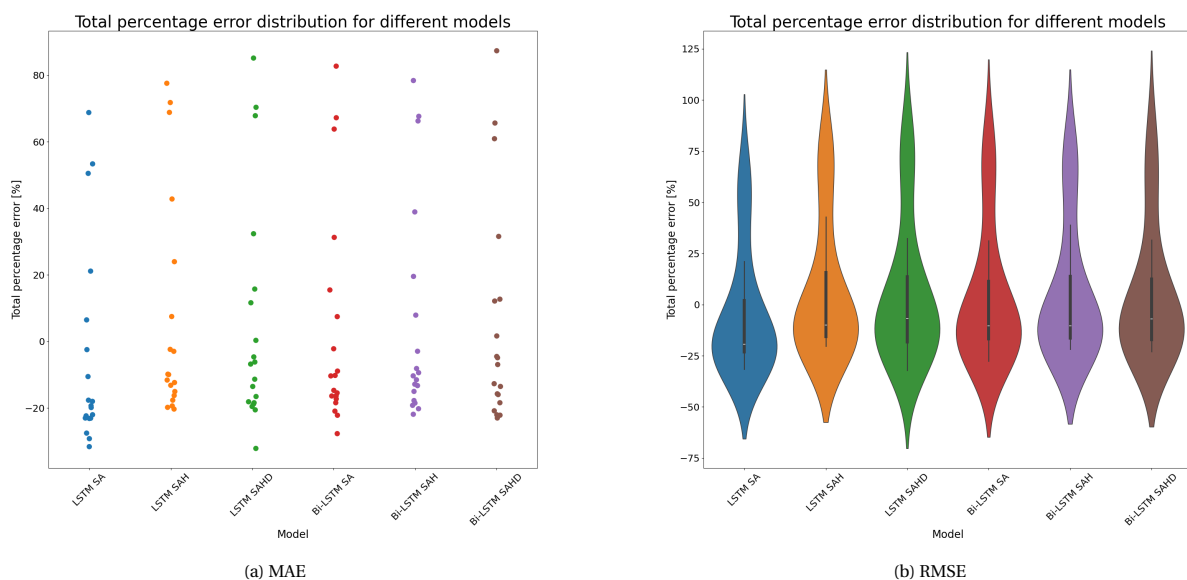 Total percentage error distribution for different models
80
60
40
20
0
−20
Total percentage error [%]
LSTM SA
LSTM SAH
LSTM SAHD
Bi-LSTM SA
Bi-LSTM SAH
Bi-LSTM SAHD
Model
(a) MAE
Total percentage error distribution for different models
125
100
75
50
25
0
−25
−50
−75
Total percentage error [%]
LSTM SA
LSTM SAH
LSTM SAHD
Bi-LSTM SA
Bi-LSTM SAH
Bi-LSTM SAHD
Model
(b) RMSE